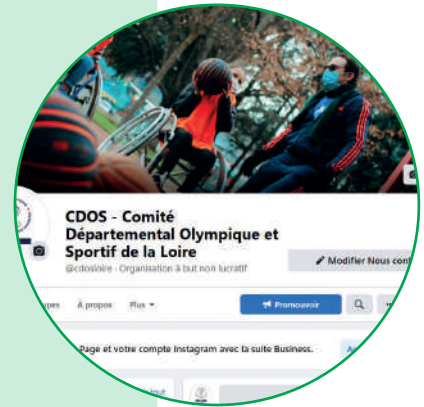 CDOS - Comité
Départemental Olympique et
Sportif de la Loire
@cdosloire · Organisation à but non lucratif
Modifier Nous cont
upes À propos Plus
Promouvoir
Page et votre compte Instagram avec la suite Business.